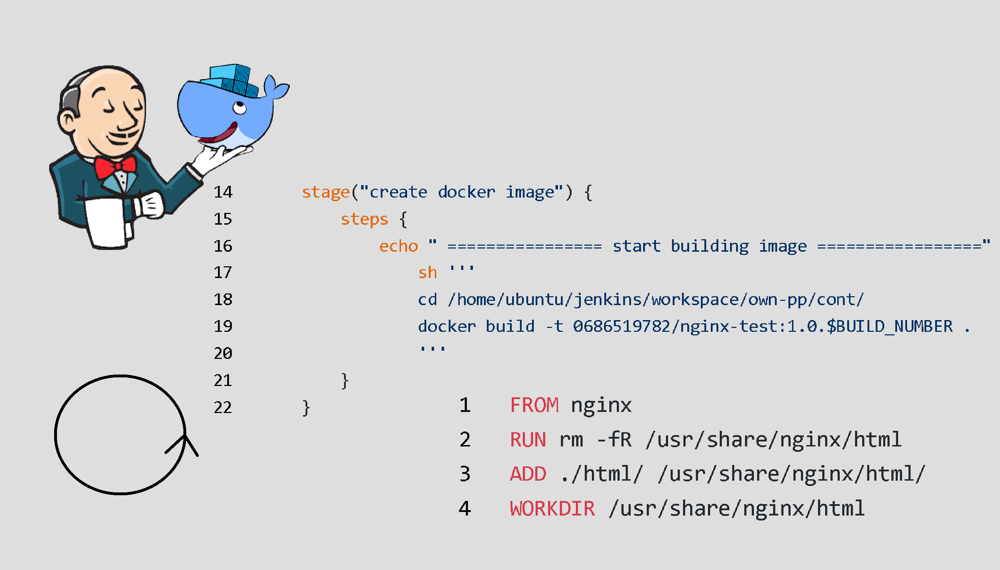 14 stage("create docker image") {
15 steps {
16 echo " ================ start building image ================="
17 sh '''
18 cd /home/ubuntu/jenkins/workspace/own-pp/cont/
19 docker build -t 0686519782/nginx-test:1.0.$BUILD_NUMBER .
20 '''
21 }
22 }
1 FROM nginx
2 RUN rm -fR /usr/share/nginx/html
3 ADD ./html/ /usr/share/nginx/html/
4 WORKDIR /usr/share/nginx/html